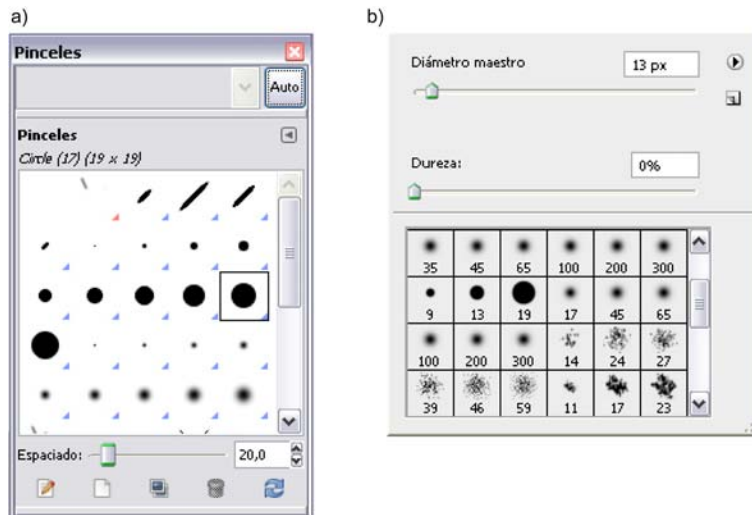 a)
Pinceles
Auto
Pinceles
Circle (17) (19 x 19)
Espaciado:
20,0
b)
Diámetro maestro
13 px
Dureza:
0%
35 45 65 100 200 300
9 13 19 17 45 65
100 200 300 14 24 27
39 46 59 11 17 23